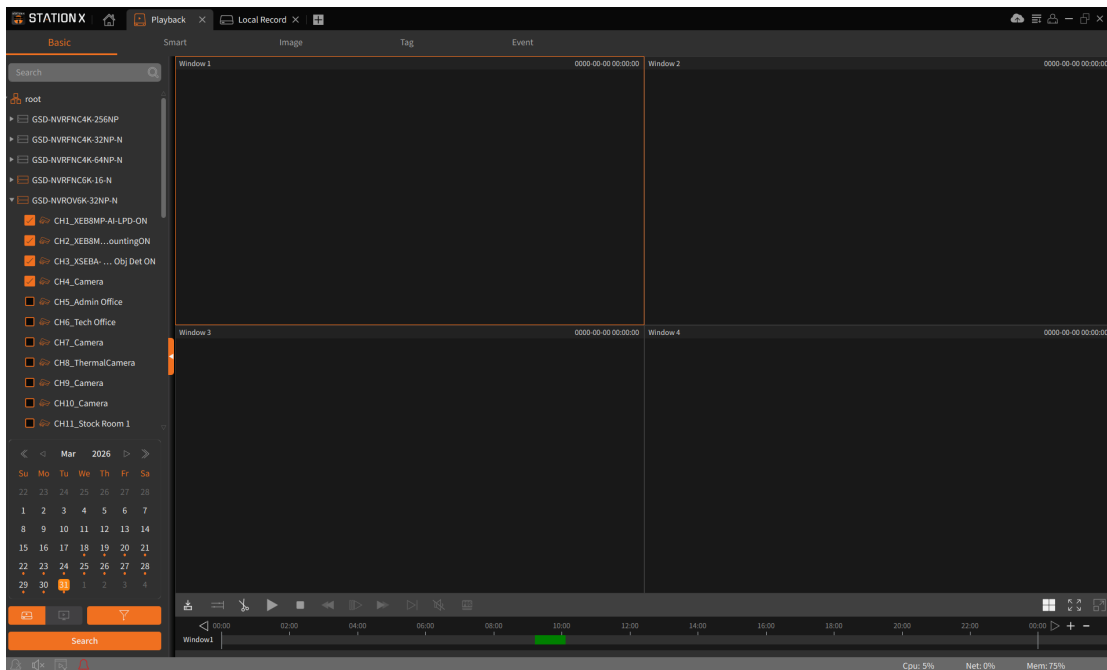 STATION X Playback Local Record
Basic Smart Image Tag Event
Search
Window 1 0000-00-00 00:00:00 Window 2 0000-00-00 00:00:00
root
GSD-NVRFNC4K-256NP
GSD-NVRFNC4K-32NP-N
GSD-NVRFNC4K-64NP-N
GSD-NVRFNC6K-16-N
GSD-NVROV6K-32NP-N
CH1_XEB8MP-AI-LPD-ON
CH2_XEB8M...ountingON
CH3_XSEBA- ... Obj Det ON
CH4_Camera
CH5_Admin Office
CH6_Tech Office
Window 3 0000-00-00 00:00:00 Window 4 0000-00-00 00:00:00
CH7_Camera
CH8_ThermalCamera
CH9_Camera
CH10_Camera
CH11_Stock Room 1
Mar 2026
Su Mo Tu We Th Fr Sa
22 23 24 25 26 27 28
1 2 3 4 5 6 7
8 9 10 11 12 13 14
15 16 17 18 19 20 21
22 23 24 25 26 27 28
29 30 31 1 2 3 4
00:00 02:00 04:00 06:00 08:00 10:00 12:00 14:00 16:00 18:00 20:00 22:00 00:00
Window1
Search
Cpu: 5% Net: 0% Mem: 75%